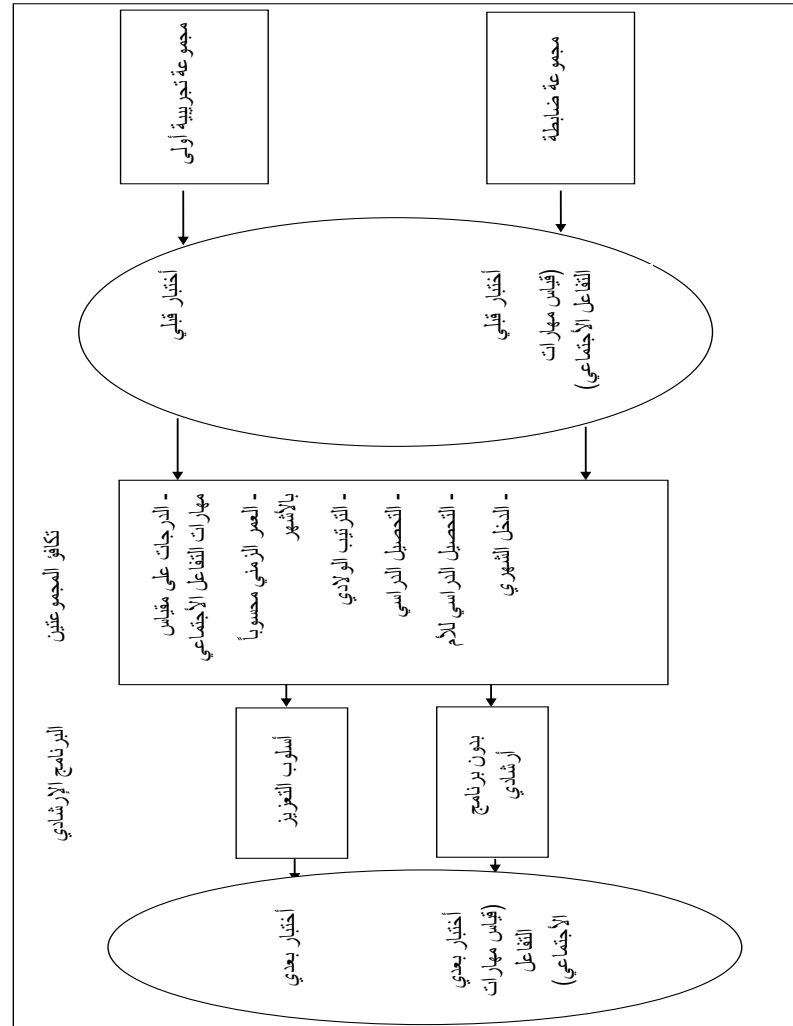 مجموعة تجريبية أولى
مجموعة ضابطة
أختبار قبلي
أختبار قبلي
(قياس مهارات
التفاعل الأجتماعي)
تكافؤ المجموعتين
- الدرجات على مقياس
مهارات التفاعل الأجتماعي
- العمر الزمني محسوباً
بالأشهر
- الترتيب الولادي
- التحصيل الدراسي
- التحصيل الدراسي للأم
- الدخل الشهري
البرنامج الإرشادي
أسلوب التعزيز
بدون برنامج
أرشادي
أختبار بعدي
أختبار بعدي
(قياس مهارات
التفاعل
الأجتماعي)